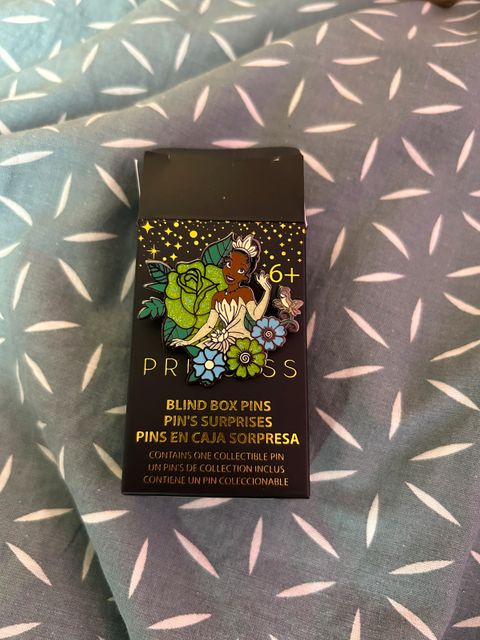 6+
BLIND BOX PINS
PIN'S SURPRISES
PINS EN CAJA SORPRESA
CONTAINS ONE COLLECTIBLE PIN
UN PIN'S DE COLLECTION INCLUS
CONTIENE UN PIN COLECCIONABLE